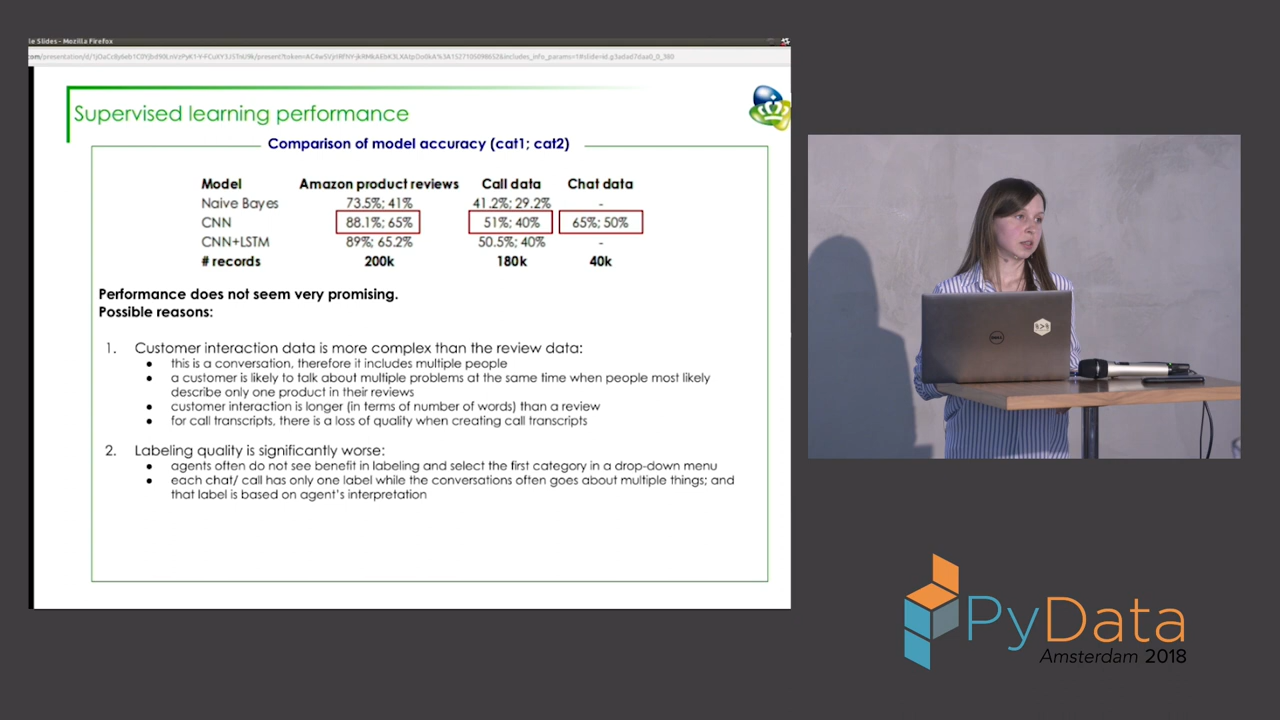 le Slides - Mozilla Firefox
Supervised learning performance
Comparison of model accuracy (cat1; cat2)
Model Amazon product reviews Call data Chat data
Naive Bayes 73.5%; 41% 41.2%; 29.2% -
CNN 88.1%; 65% 51%; 40% 65%; 50%
CNN+LSTM 89%; 65.2% 50.5%; 40% -
# records 200k 180k 40k
Performance does not seem very promising.
Possible reasons:
1. Customer interaction data is more complex than the review data:
• this is a conversation, therefore it includes multiple people
• a customer is likely to talk about multiple problems at the same time when people most likely
describe only one product in their reviews
• customer interaction is longer (in terms of number of words) than a review
• for call transcripts, there is a loss of quality when creating call transcripts
2. Labeling quality is significantly worse:
• agents often do not see benefit in labeling and select the first category in a drop-down menu
• each chat/ call has only one label while the conversations often goes about multiple things; and
that label is based on agent's interpretation
DELL
PyData
Amsterdam 2018